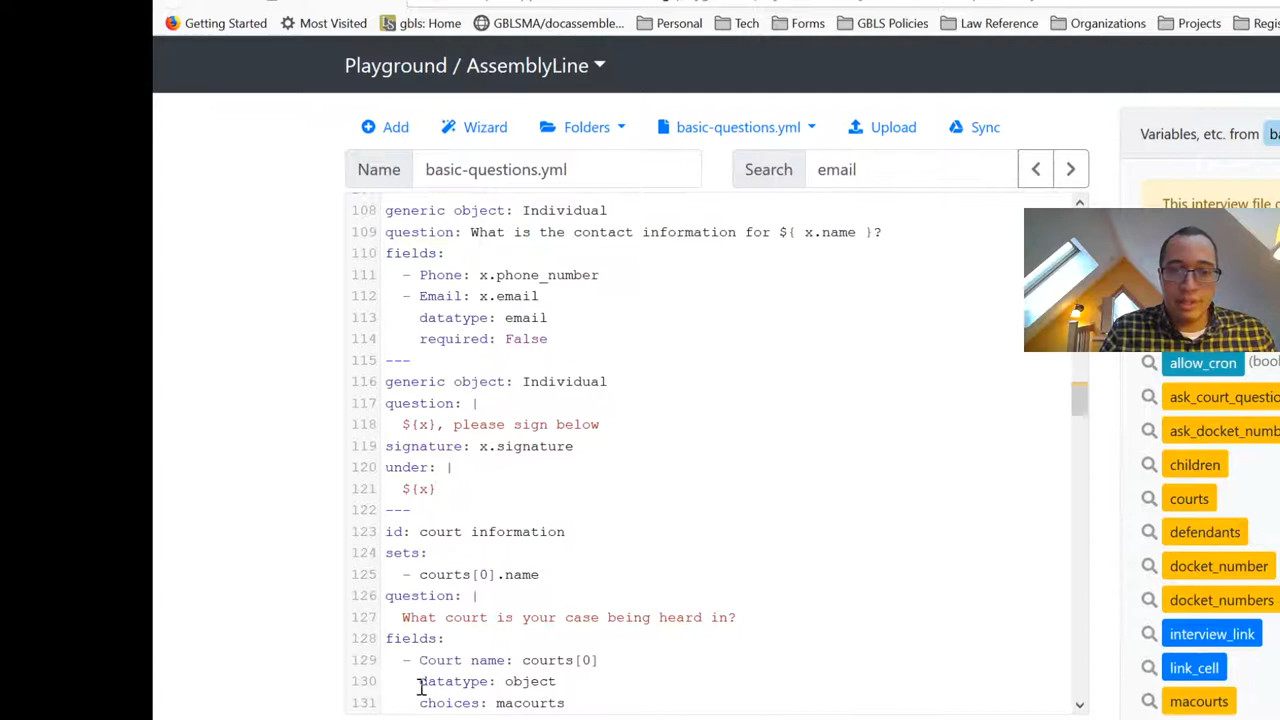 Getting Started Most Visited gbls: Home GBLSMA/docassemble... Personal Tech Forms GBLS Policies Law Reference Organizations Projects
Playground / AssemblyLine
Add Wizard Folders basic-questions.yml Upload Sync
Variables, etc. from
Name basic-questions.yml Search email
This interview file
108 generic object: Individual
109 question: What is the contact information for ${ x.name }?
110 fields:
111 - Phone: x.phone_number
112 - Email: x.email
113 datatype: email
114 required: False
115 ---
116 generic object: Individual
117 question: |
118 ${x}, please sign below
119 signature: x.signature
120 under: |
121 ${x}
122 ---
123 id: court information
124 sets:
125 - courts[0].name
126 question: |
127 What court is your case being heard in?
128 fields:
129 - Court name: courts[0]
130 datatype: object
131 choices: macourts
allow_cron (bool
ask_court_questio
ask_docket_numb
children
courts
defendants
docket_number
docket_numbers
interview_link
link_cell
macourts